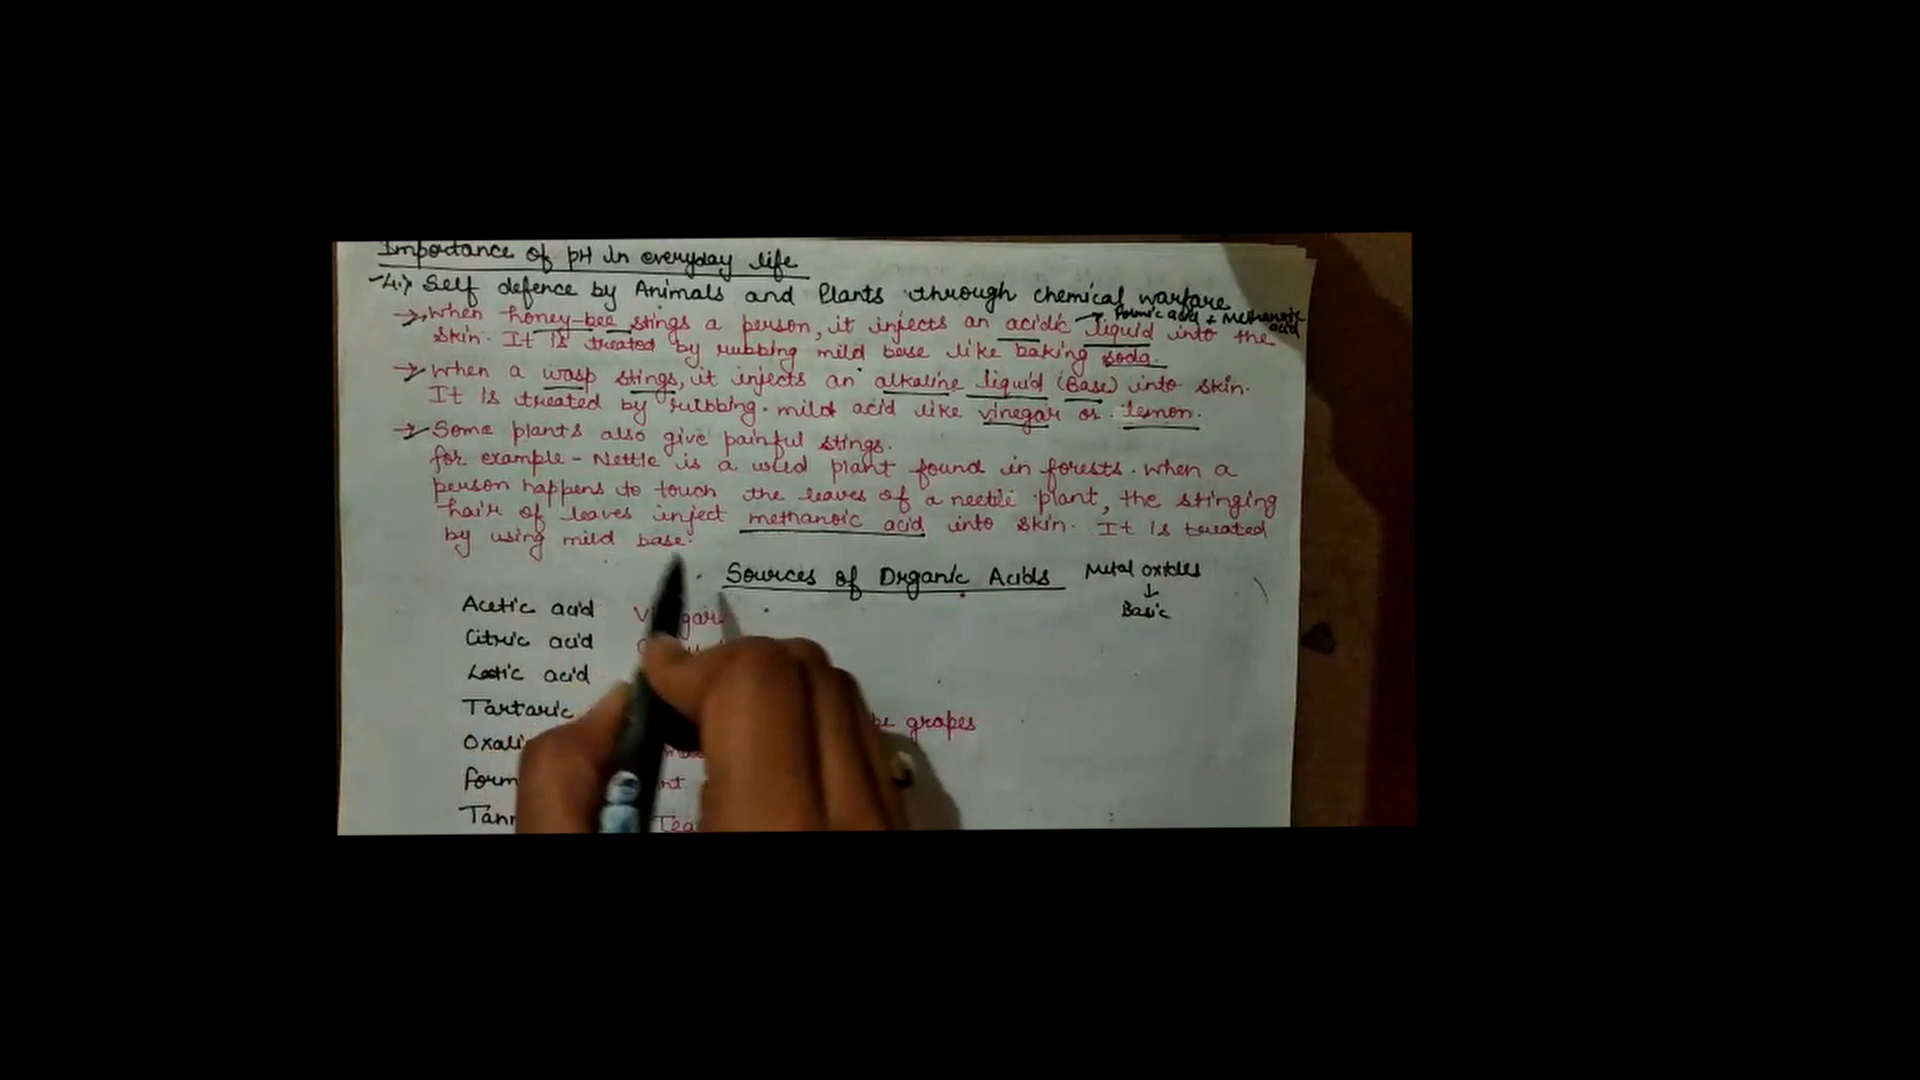 Importance of pH in everyday life
4.) Self defence by Animals and Plants through chemical warfare
→ When honey-bee stings a person, it injects an acidic → liquid into the
Formic acid + Methanoic acid
skin. It is treated by rubbing mild base like baking soda.
→ When a wasp stings, it injects an alkaline liquid (Base) into skin.
It is treated by rulbbing. mild acid like vinegar or lemon.
→ Some plants also give painful stings.
for example - Nettle is a wild plant found in forests. When a
person happens to touch the leaves of a neetle plant, the stinging
hair of leaves inject methanoic acid into skin. It is treated
by using mild base.
Sources of Organic Acids
Metal oxides
↓
Basic
Acetic acid
Citric acid
Lactic acid
Tartaric grapes
Oxali
Form
Tann Tea